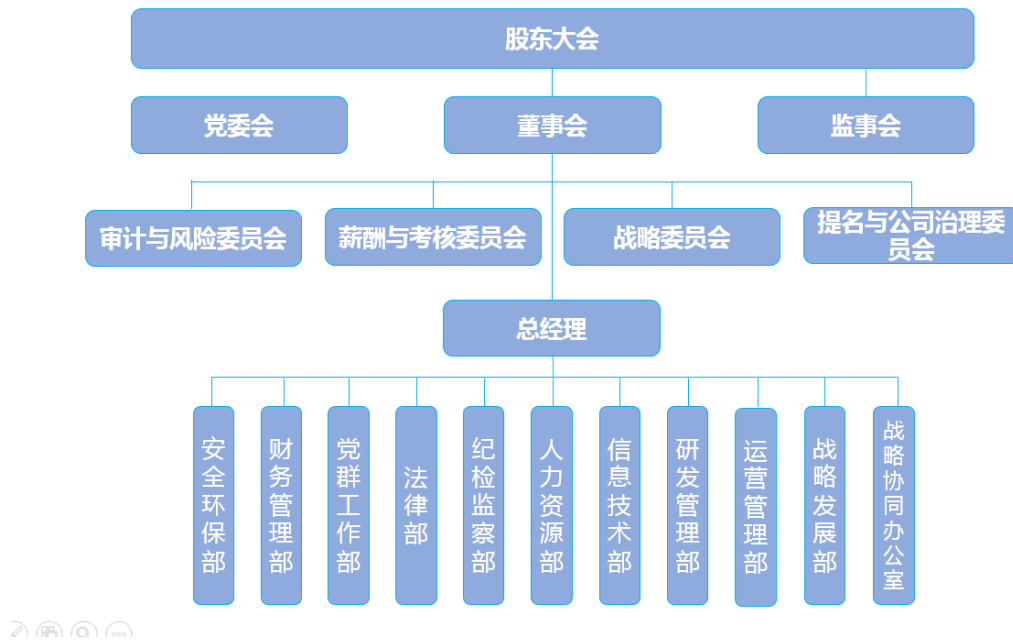 股东大会
党委会
董事会
监事会
审计与风险委员会
薪酬与考核委员会
战略委员会
提名与公司治理委
员会
总经理
安全环保部
财务管理部
党群工作部
法律部
纪检监察部
人力资源部
信息技术部
研发管理部
运营管理部
战略发展部
战略协同办公室